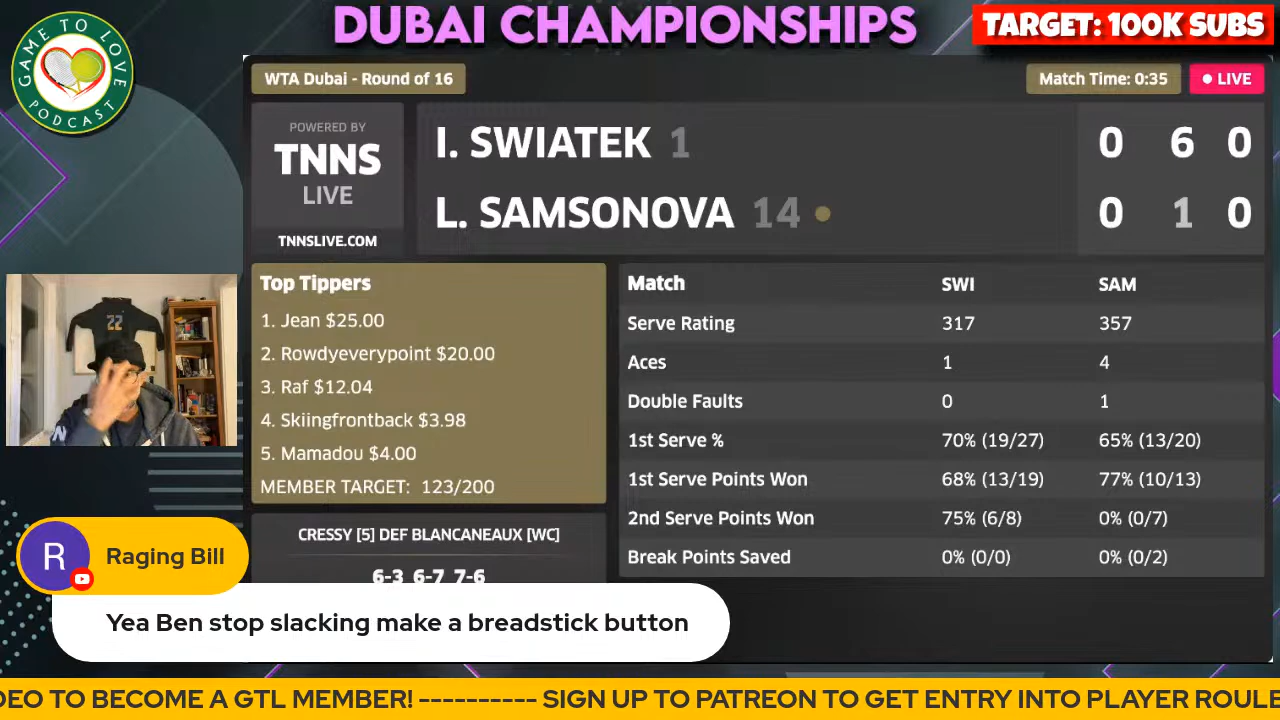 DUBAI CHAMPIONSHIPS
TARGET: 100K SUBS
GAME TO LOVE
PODCAST
WTA Dubai - Round of 16
Match Time: 0:35
LIVE
POWERED BY
TNNS
LIVE
TNNSLIVE.COM
I. SWIATEK 1 0 6 0
L. SAMSONOVA 14 0 1 0
Top Tippers
1. Jean $25.00
2. Rowdyeverypoint $20.00
3. Raf $12.04
4. Skiingfrontback $3.98
5. Mamadou $4.00
MEMBER TARGET: 123/200
Match SWI SAM
Serve Rating 317 357
Aces 1 4
Double Faults 0 1
1st Serve % 70% (19/27) 65% (13/20)
1st Serve Points Won 68% (13/19) 77% (10/13)
2nd Serve Points Won 75% (6/8) 0% (0/7)
Break Points Saved 0% (0/0) 0% (0/2)
CRESSY [5] DEF BLANCANEAUX [WC]
6-3 6-7 7-6
22
R
Raging Bill
Yea Ben stop slacking make a breadstick button
DEO TO BECOME A GTL MEMBER! ---------- SIGN UP TO PATREON TO GET ENTRY INTO PLAYER ROULE